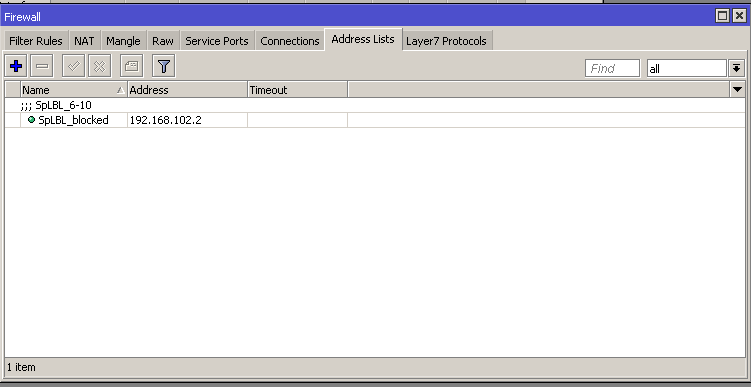 Firewall
Filter Rules NAT Mangle Raw Service Ports Connections Address Lists Layer7 Protocols
Find all
Name Address Timeout
;;; SpLBL_6-10
SpLBL_blocked 192.168.102.2
1 item